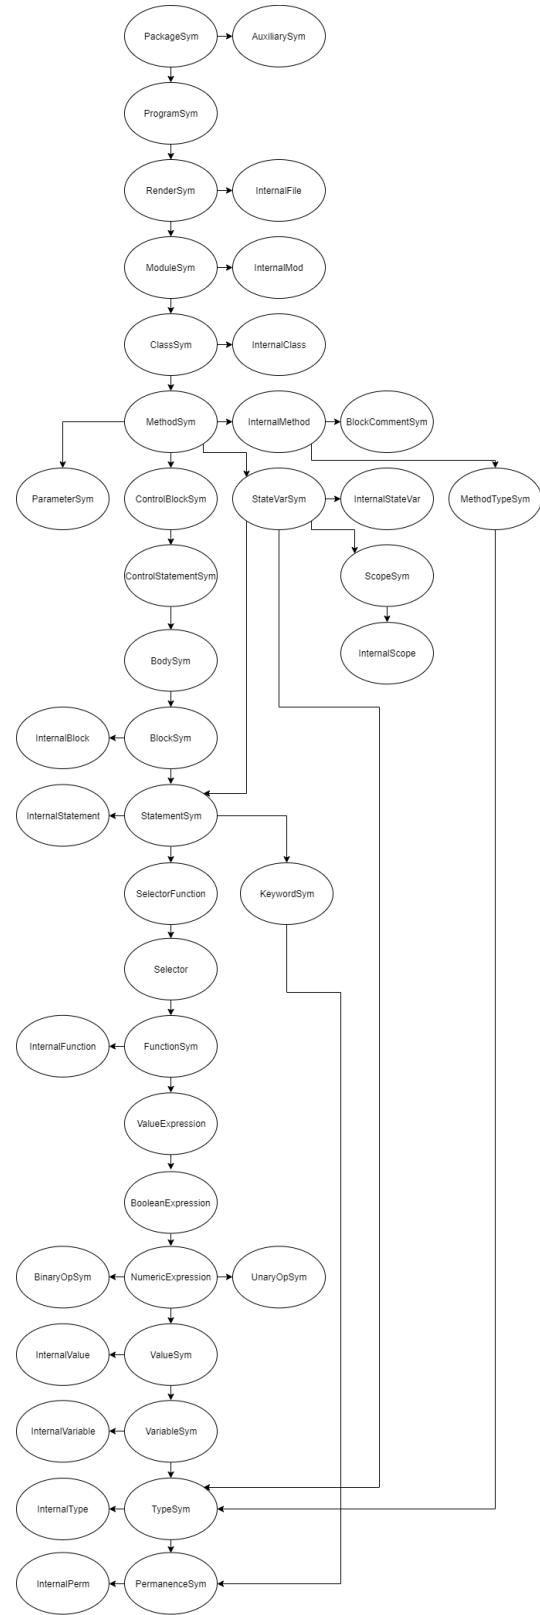 PackageSym
AuxiliarySym
ProgramSym
RenderSym
InternalFile
ModuleSym
InternalMod
ClassSym
InternalClass
MethodSym
InternalMethod
BlockCommentSym
ParameterSym
ControlBlockSym
StateVarSym
InternalStateVar
MethodTypeSym
ControlStatementSym
ScopeSym
BodySym
InternalScope
InternalBlock
BlockSym
InternalStatement
StatementSym
SelectorFunction
KeywordSym
Selector
InternalFunction
FunctionSym
ValueExpression
BooleanExpression
BinaryOpSym
NumericExpression
UnaryOpSym
InternalValue
ValueSym
InternalVariable
VariableSym
InternalType
TypeSym
InternalPerm
PermanenceSym